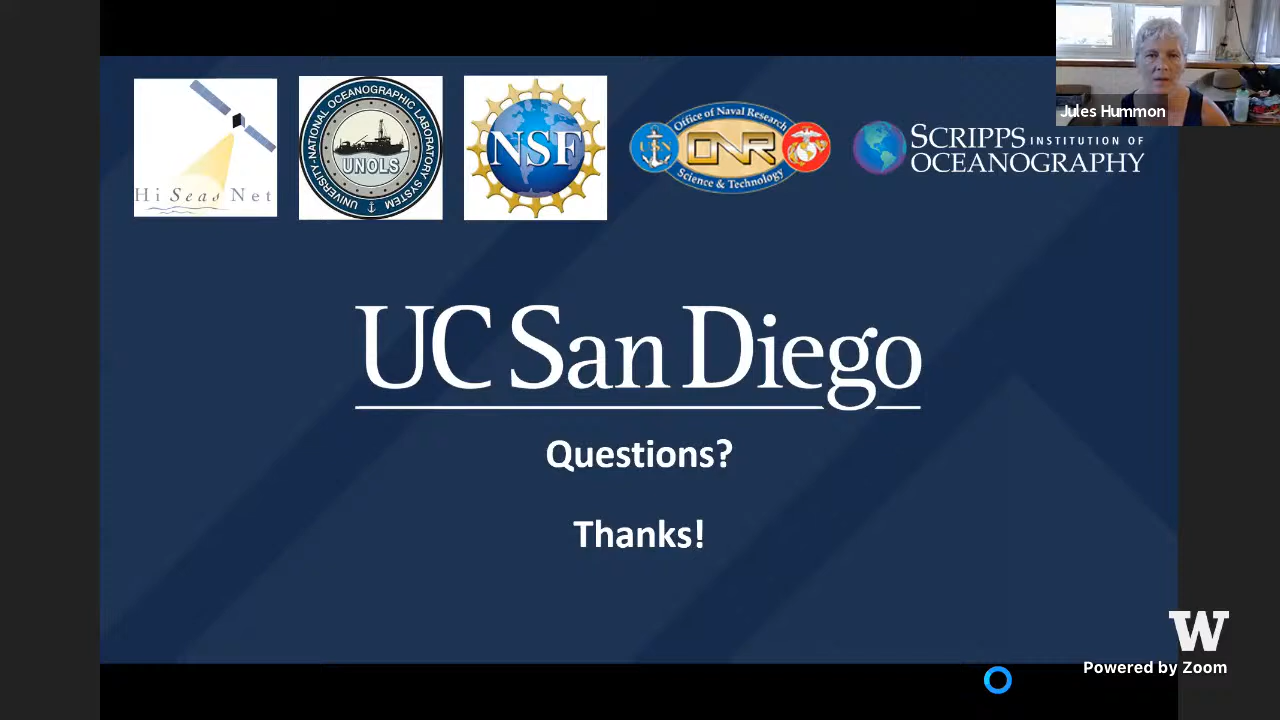 Jules Hummon
Hi Seas Net
UNIVERSITY NATIONAL OCEANOGRAPHIC LABORATORY SYSTEM
UNOLS
NSF
Office of Naval Research
ONR
Science & Technology
SCRIPPS INSTITUTION OF
OCEANOGRAPHY
UC San Diego
Questions?
Thanks!
W
Powered by Zoom